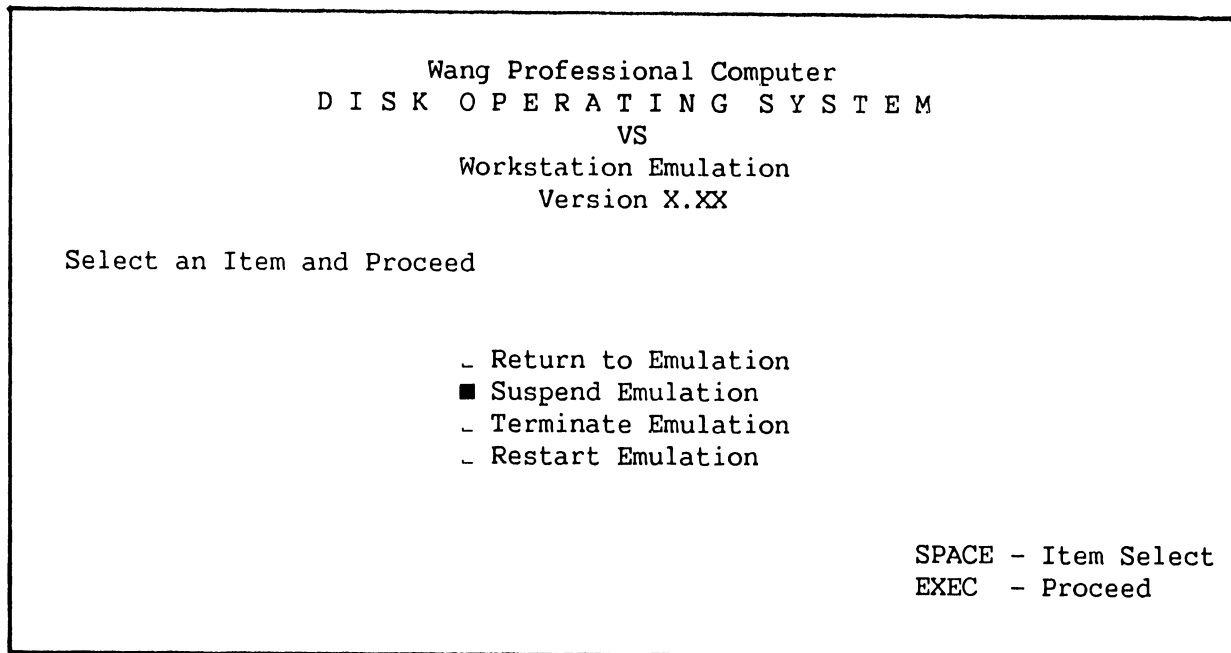 Wang Professional Computer
D I S K O P E R A T I N G S Y S T E M
VS
Workstation Emulation
Version X.XX
Select an Item and Proceed
Return to Emulation
■ Suspend Emulation
Terminate Emulation
Restart Emulation
SPACE - Item Select
EXEC - Proceed